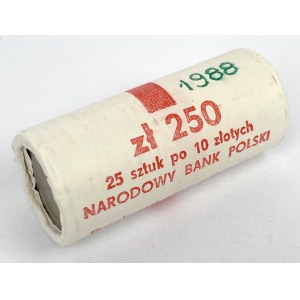 1988
zł 250
25 sztuk po 10 złotych
NARODOWY BANK POLSKI